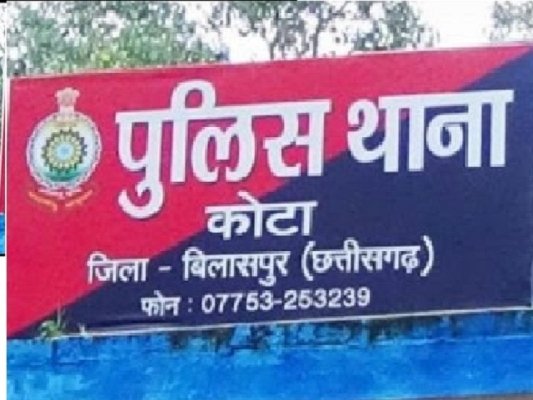 पुलिस थाना
कोटा
जिला - बिलासपुर (छत्तीसगढ़)
फोन : 07753-253239